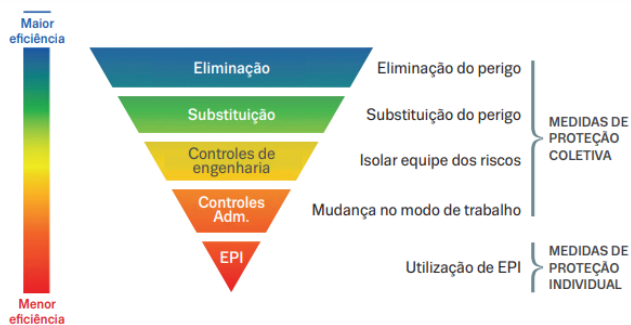 Maior
eficiência
Eliminação
Eliminação do perigo
Substituição
Substituição do perigo
Controles de
engenharia
Isolar equipe dos riscos
Controles
Adm.
Mudança no modo de trabalho
EPI
Utilização de EPI
MEDIDAS DE
PROTEÇÃO
COLETIVA
MEDIDAS DE
PROTEÇÃO
INDIVIDUAL
Menor
eficiência